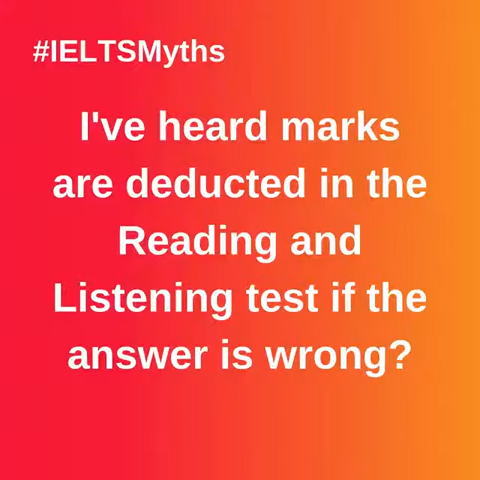 #IELTSMyths
I've heard marks
are deducted in the
Reading and
Listening test if the
answer is wrong?